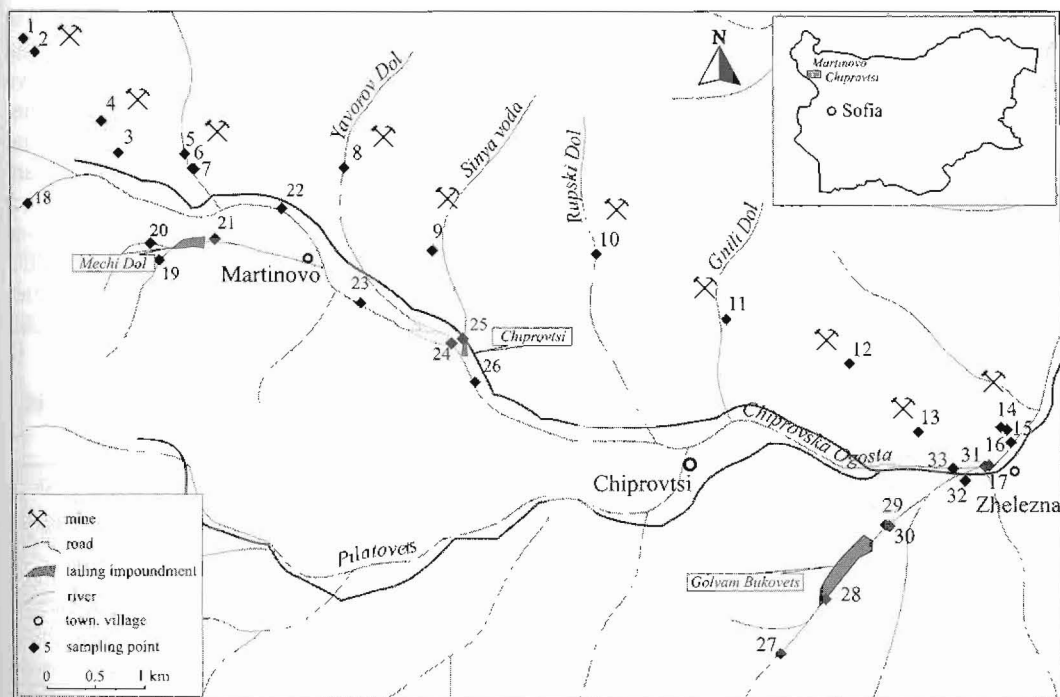 1
2
4
3
5
6
7
Yavorov Dol
8
Sinya voda
9
Rupski Dol
10
Gnili Dol
11
N
Martinovo
Chiprovtsi
Sofia
18
20
19
21
22
Mechi Dol
Martinovo
23
24
25
Chiprovtsi
26
12
13
14
15
16
17
Chiprovska Ogosta
Chiprovtsi
33
31
32
Zhelezna
29
30
Pilatovets
Golyam Bukovets
28
27
mine
road
tailing impoundment
river
town. village
5 sampling point
0 0.5 1 km